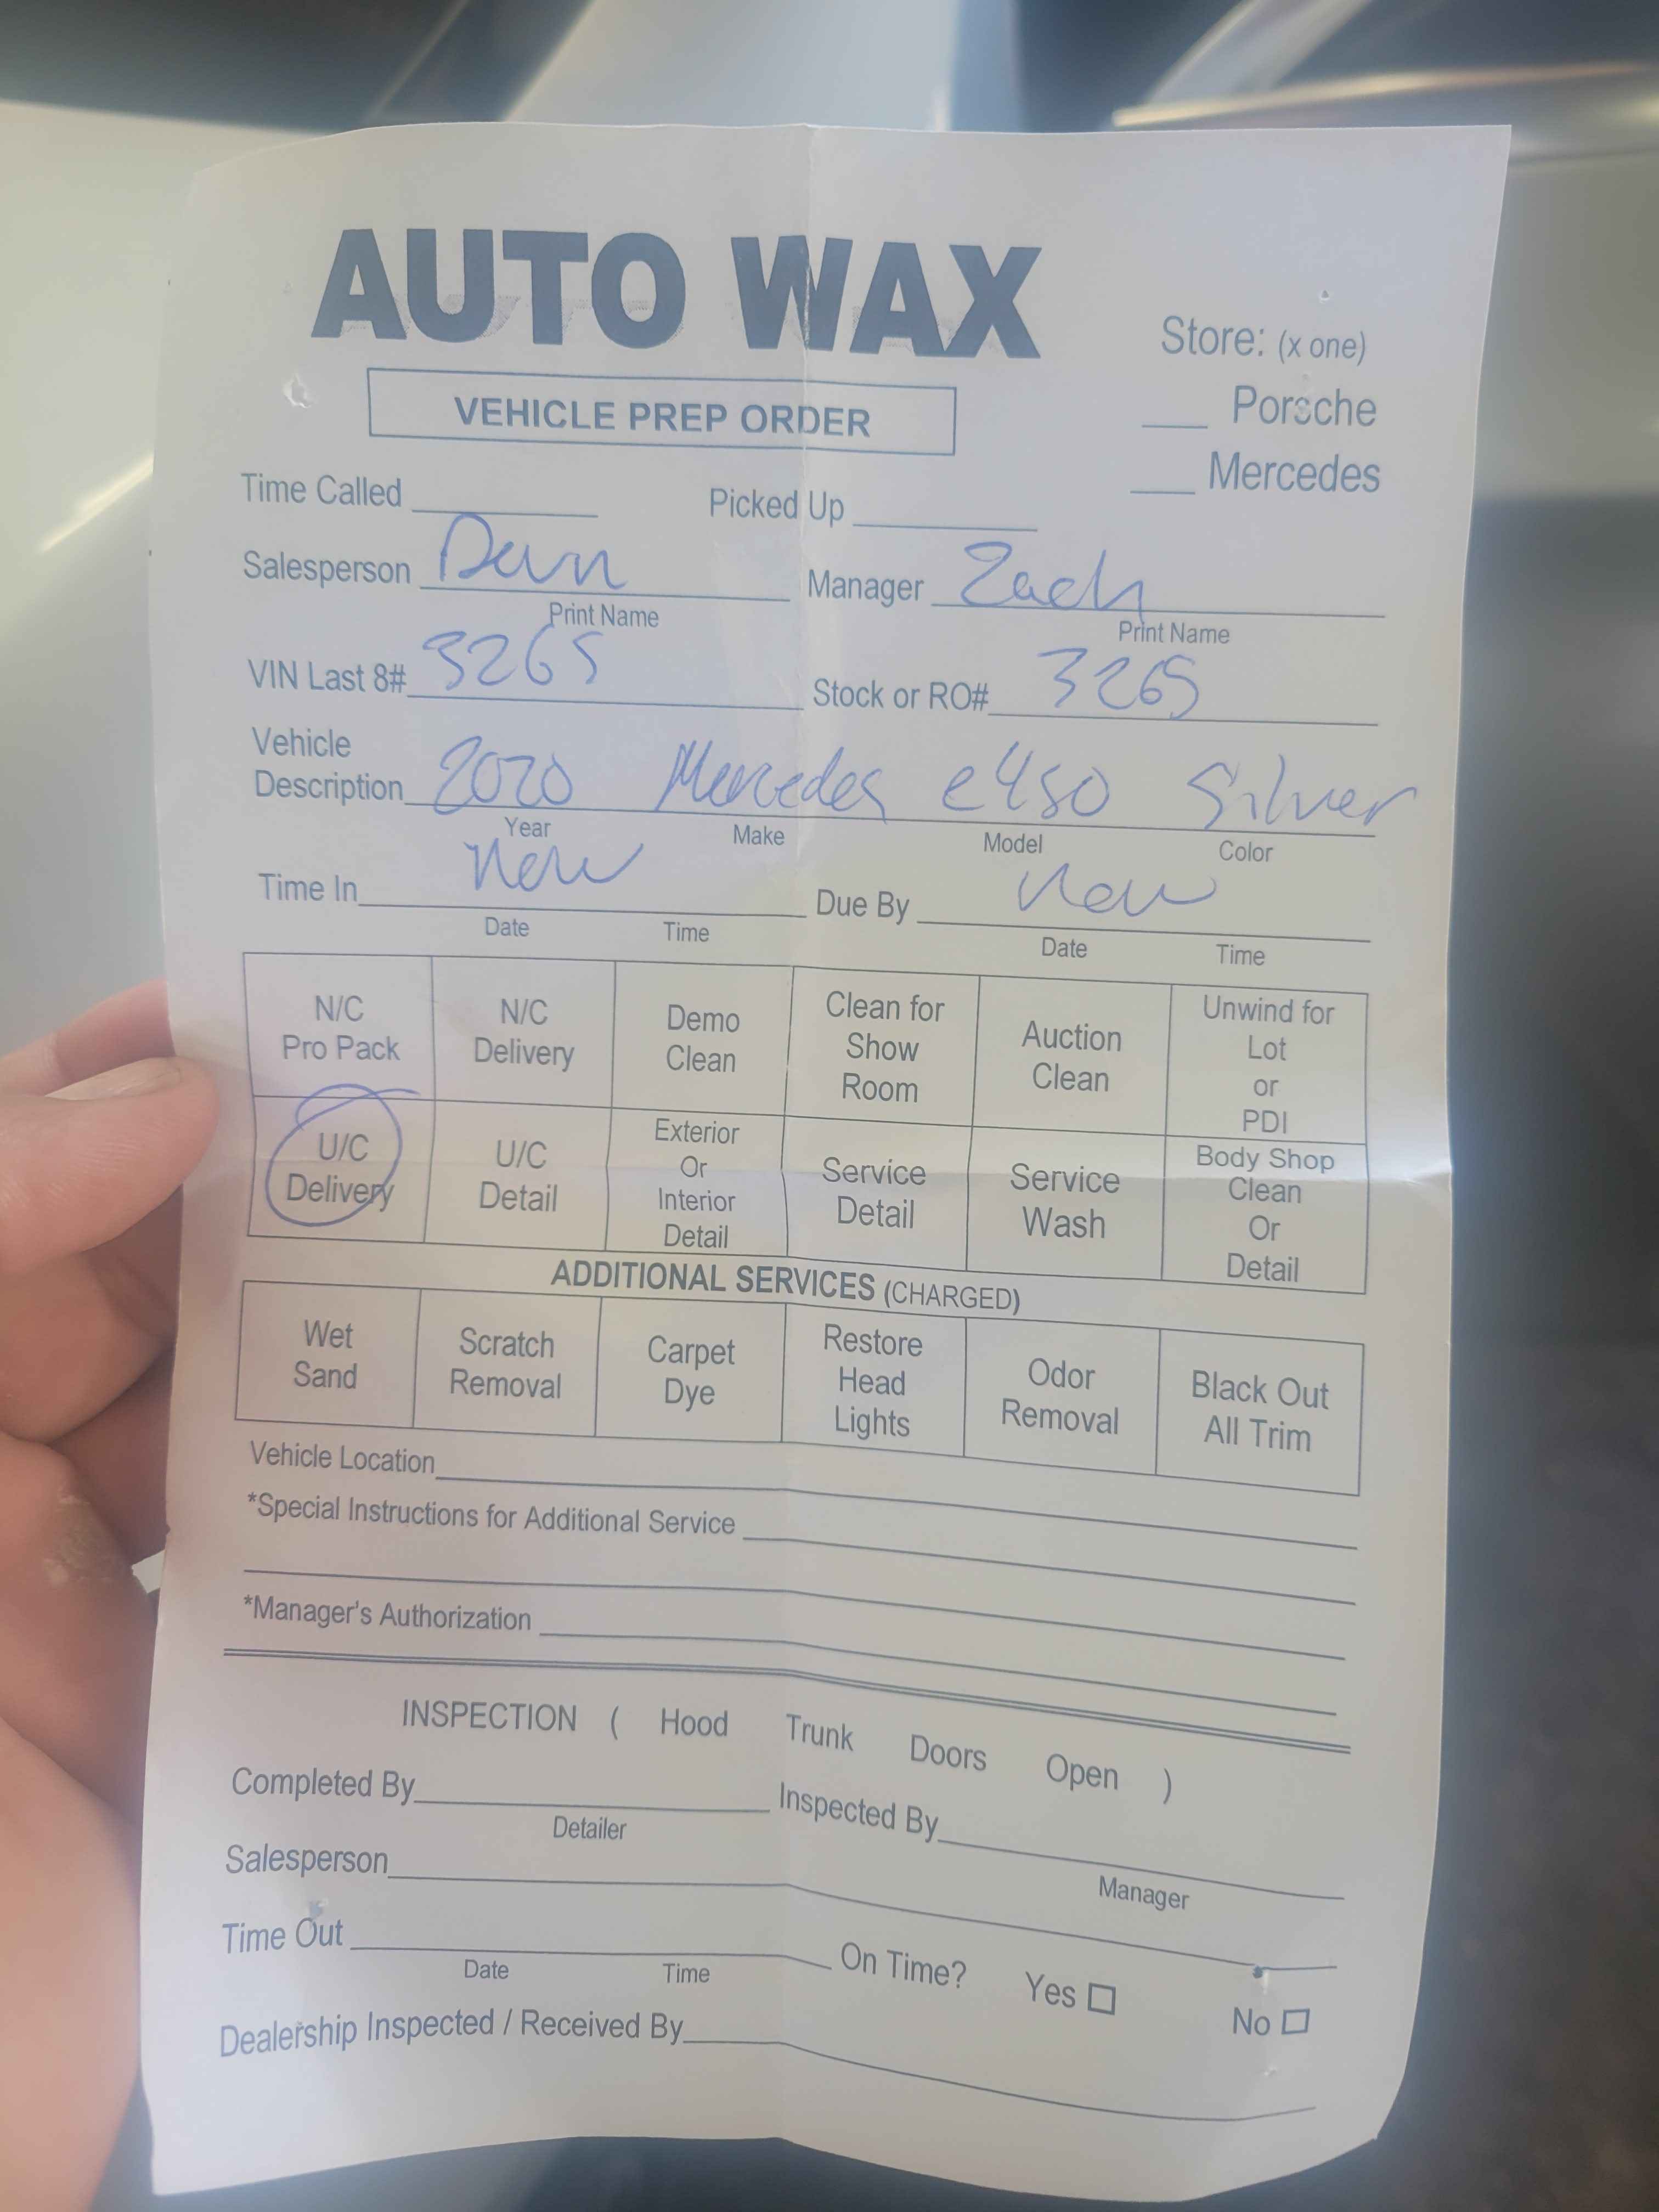 AUTO WAX
Store: (x one)
VEHICLE PREP ORDER
___ Porsche
___ Mercedes
Time Called ______ Picked Up ______
Salesperson Manager Zach
Print Name Print Name
VIN Last 8# 3265 Stock or RO# 3265
Vehicle
Description 2020 Mercedes e450 Silver
Year Make Model Color
Time In Now Due By Now
Date Time Date Time
N/C Pro Pack N/C Delivery Demo Clean Clean for Show Room Auction Clean Unwind for Lot or PDI
U/C Delivery U/C Detail Exterior Or Interior Detail Service Detail Service Wash Body Shop Clean Or Detail
ADDITIONAL SERVICES (CHARGED)
Wet Sand Scratch Removal Carpet Dye Restore Head Lights Odor Removal Black Out All Trim
Vehicle Location
*Special Instructions for Additional Service
*Manager's Authorization
INSPECTION ( Hood Trunk Doors Open )
Completed By Inspected By
Detailer Manager
Salesperson
Time Out On Time? Yes □ No □
Date Time
Dealership Inspected / Received By